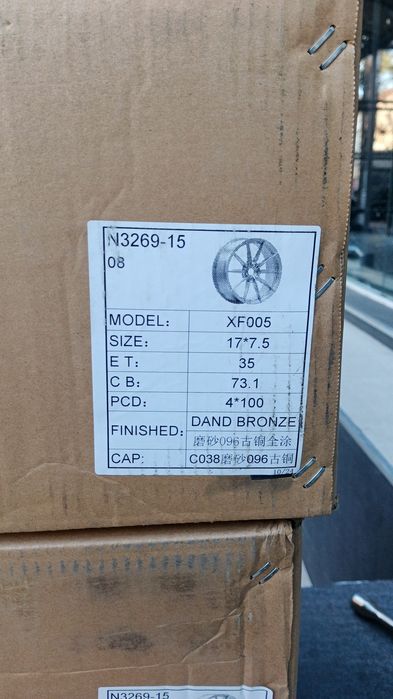 N3269-15
08
MODEL: XF005
SIZE: 17*7.5
E T: 35
C B: 73.1
PCD: 4*100
FINISHED: DAND BRONZE
磨砂096古铜全涂
CAP: C038磨砂096古铜
10/24
N3269-15